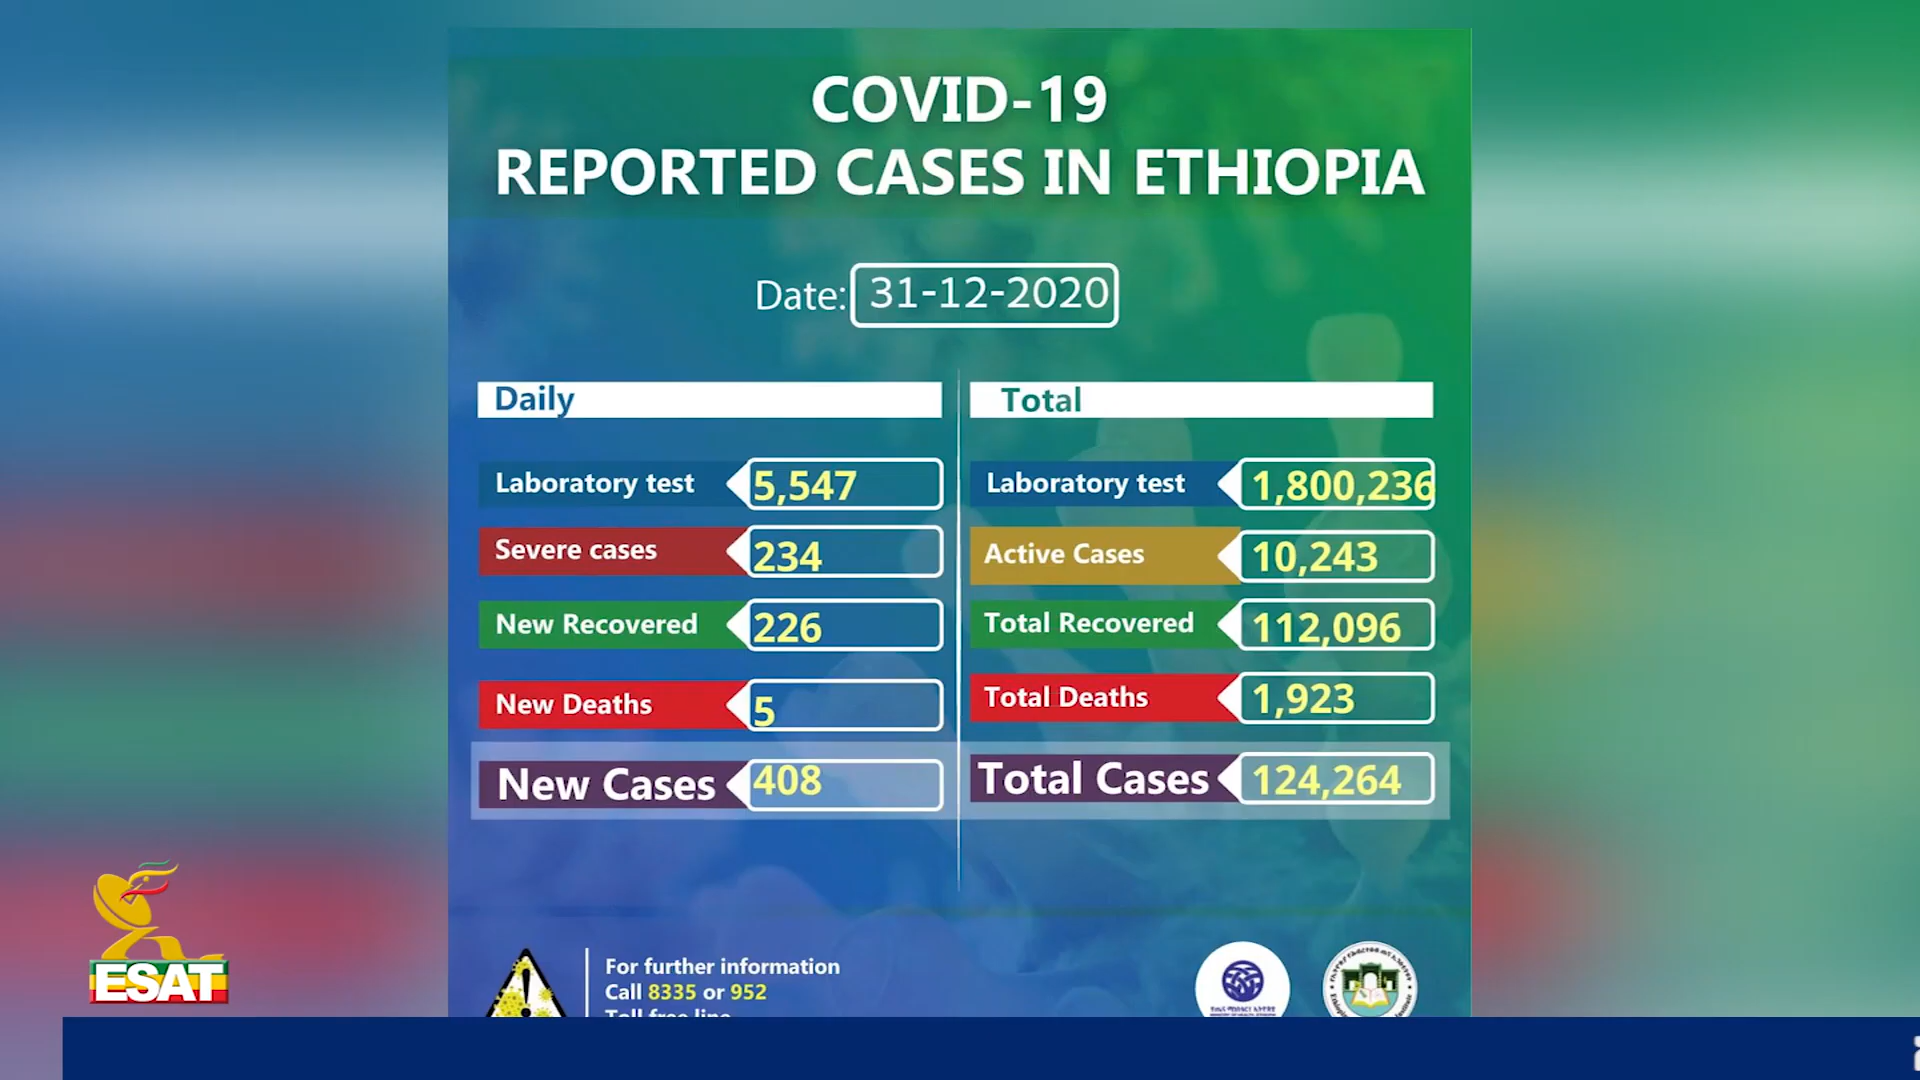 COVID-19
REPORTED CASES IN ETHIOPIA
Date: 31-12-2020
Daily
Laboratory test 5,547
Severe cases 234
New Recovered 226
New Deaths 5
New Cases 408
Total
Laboratory test 1,800,236
Active Cases 10,243
Total Recovered 112,096
Total Deaths 1,923
Total Cases 124,264
For further information
Call 8335 or 952
Toll free line
ESAT